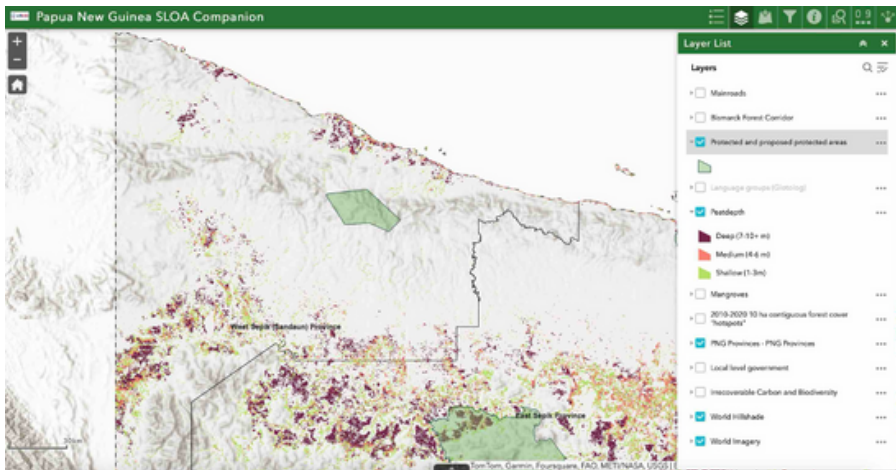 Papua New Guinea SLOA Companion
Layer List
Layers
Mainroads
Bismarck Forest Corridor
Protected and proposed protected areas
Language groups (Glottolog)
Peatdepth
Deep (7-10+ m)
Medium (4-6 m)
Shallow (1-3m)
Mangroves
2010-2020 10 ha contiguous forest cover
"hotspots"
PNG Provinces - PNG Provinces
Local level government
Irrecoverable Carbon and Biodiversity
World Hillshade
World Imagery
West Sepik (Sandaun) Province
East Sepik Province
TomTom, Garmin, Foursquare, FAO, METI/NASA, USGS